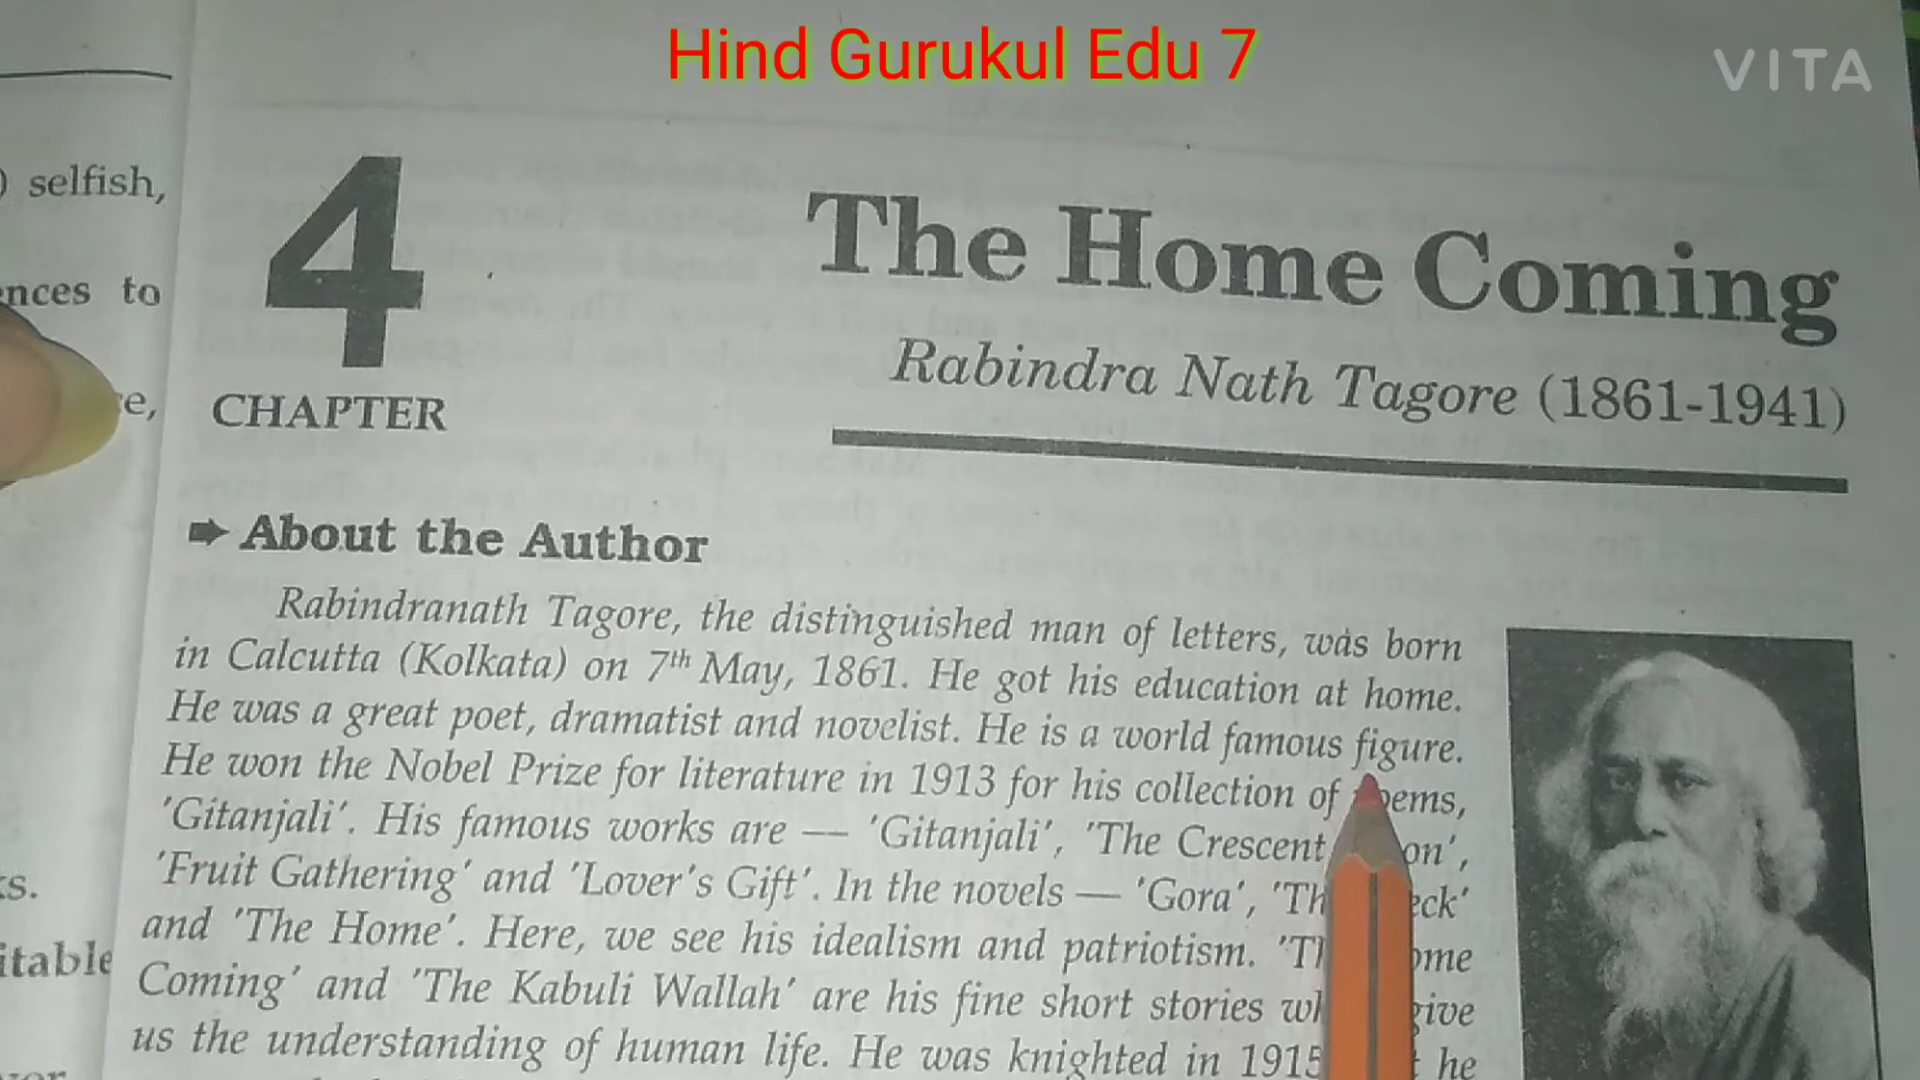 Hind Gurukul Edu 7
VITA
) selfish,
nces to
e,
4
CHAPTER
The Home Coming
Rabindra Nath Tagore (1861-1941)
About the Author
Rabindranath Tagore, the distinguished man of letters, was born
in Calcutta (Kolkata) on 7th May, 1861. He got his education at home.
He was a great poet, dramatist and novelist. He is a world famous figure.
He won the Nobel Prize for literature in 1913 for his collection of
'Gitanjali'. His famous works are — 'Gitanjali', 'The Crescent
'Fruit Gathering' and 'Lover's Gift'. In the novels — 'Gora',
and 'The Home'. Here, we see his idealism and patriotism.
Coming' and 'The Kabuli Wallah' are his fine short stories give
us the understanding of human life. He was knighted in 1915 he
itable